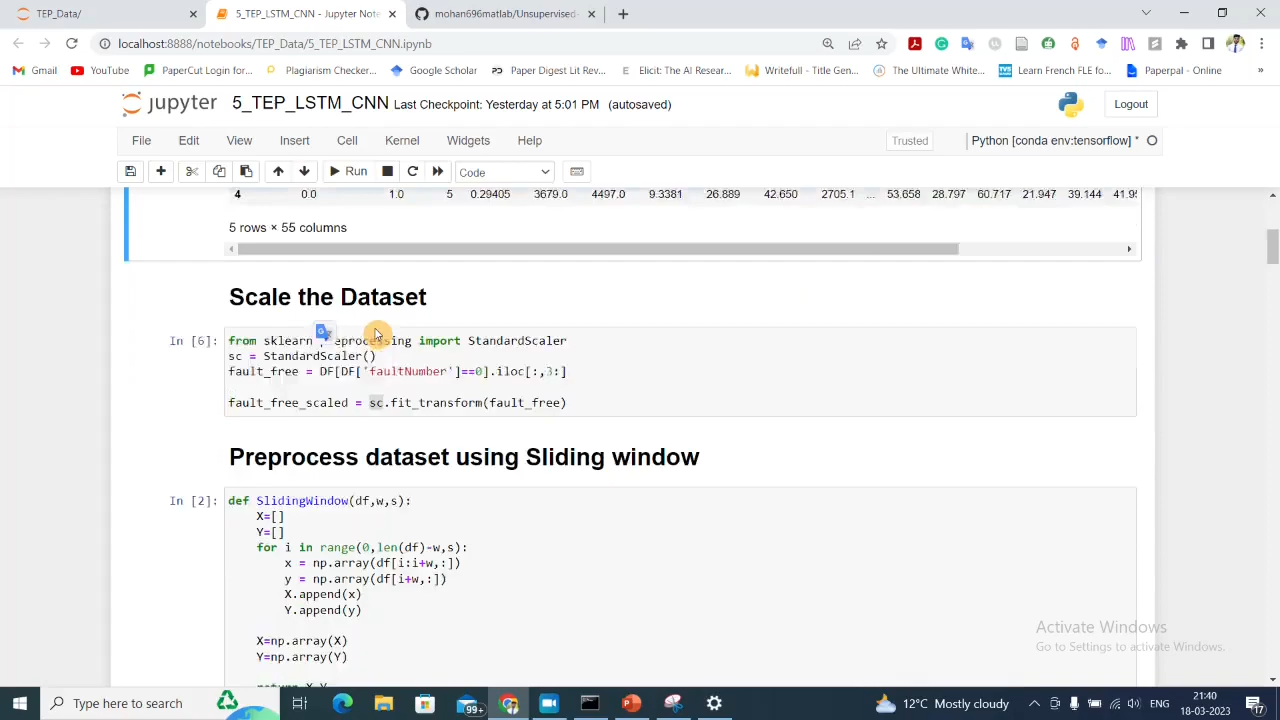 TEP_Data/
5_TEP_LSTM_CNN - Jupyter Note
mohan696matlab/Unsupervised-
localhost:8888/notebooks/TEP_Data/5_TEP_LSTM_CNN.ipynb
Gmail
YouTube
PaperCut Login for...
Plagiarism Checker...
Google Scholar
Paper Digest Lit Rev...
Elicit: The AI Resear...
Writefull - Title Gen...
The Ultimate White...
Learn French FLE fo...
Paperpal - Online
»
jupyter 5_TEP_LSTM_CNN Last Checkpoint: Yesterday at 5:01 PM (autosaved)
Logout
File Edit View Insert Cell Kernel Widgets Help
Trusted
Python [conda env:tensorflow] *
Run
Code
4 0.0 1.0 5 0.29405 3679.0 4497.0 9.3381 26.889 42.650 2705.1 ... 53.658 28.797 60.717 21.947 39.144 41.95
5 rows × 55 columns
Scale the Dataset
In [6]: from sklearn preprocessing import StandardScaler
sc = StandardScaler()
fault_free = DF[DF['faultNumber']==0].iloc[:,3:]
fault_free_scaled = sc.fit_transform(fault_free)
Preprocess dataset using Sliding window
In [2]: def SlidingWindow(df,w,s):
X=[]
Y=[]
for i in range(0,len(df)-w,s):
x = np.array(df[i:i+w,:])
y = np.array(df[i+w,:])
X.append(x)
Y.append(y)
X=np.array(X)
Y=np.array(Y)
return X,Y
Activate Windows
Go to Settings to activate Windows.
Type here to search
99+
12°C Mostly cloudy
ENG
21:40
18-03-2023
17